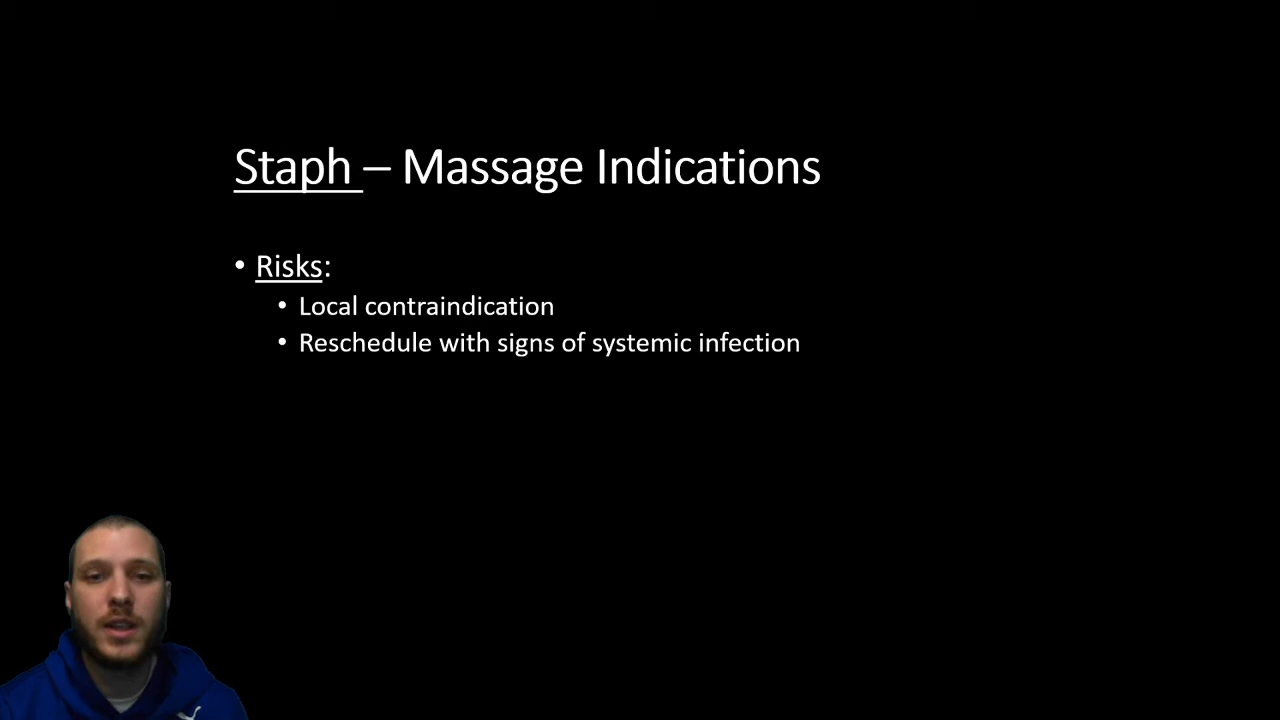 Staph – Massage Indications
• Risks:
• Local contraindication
• Reschedule with signs of systemic infection